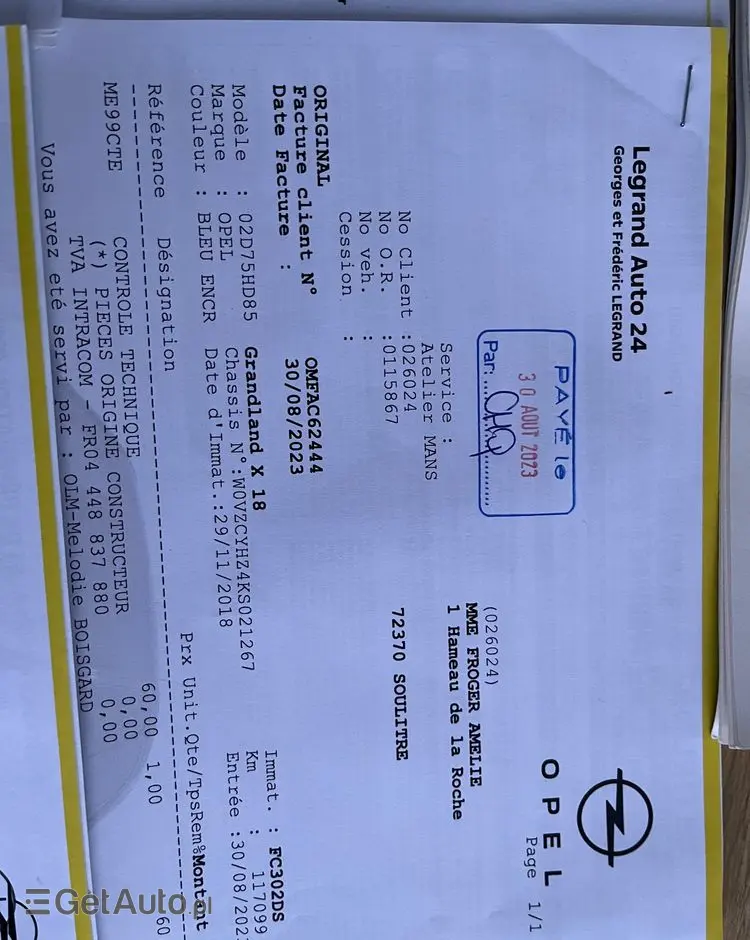 Legrand Auto 24
Georges et Frédéric LEGRAND
OPEL
Page 1/1
PAYÉ le
30 AOUT 2023
Par:
Service :
Atelier MANS
No Client :026024
No O.R. :0115867
No veh. :
Cession :
(026024)
MME FROGER AMELIE
1 Hameau de la Roche
72370 SOULITRE
ORIGINAL
Facture client N° OMFAC62444
Date Facture : 30/08/2023
Modèle : 02D75HD85 Grandland X 18 Immat. : FC302DS
Marque : OPEL Chassis N°:W0VZCYHZ4KS021267 Km : 117099
Couleur : BLEU ENCR Date d'Immat.:29/11/2018 Entrée :30/08/202
Référence Désignation Prx Unit.Qte/TpsRem%Montant
ME99CTE CONTROLE TECHNIQUE 60,00 1,00 60
(*) PIECES ORIGINE CONSTRUCTEUR 0,00
TVA INTRACOM - FR04 448 837 880 0,00
Vous avez eté servi par : OLM-Melodie BOISGARD
GetAuto